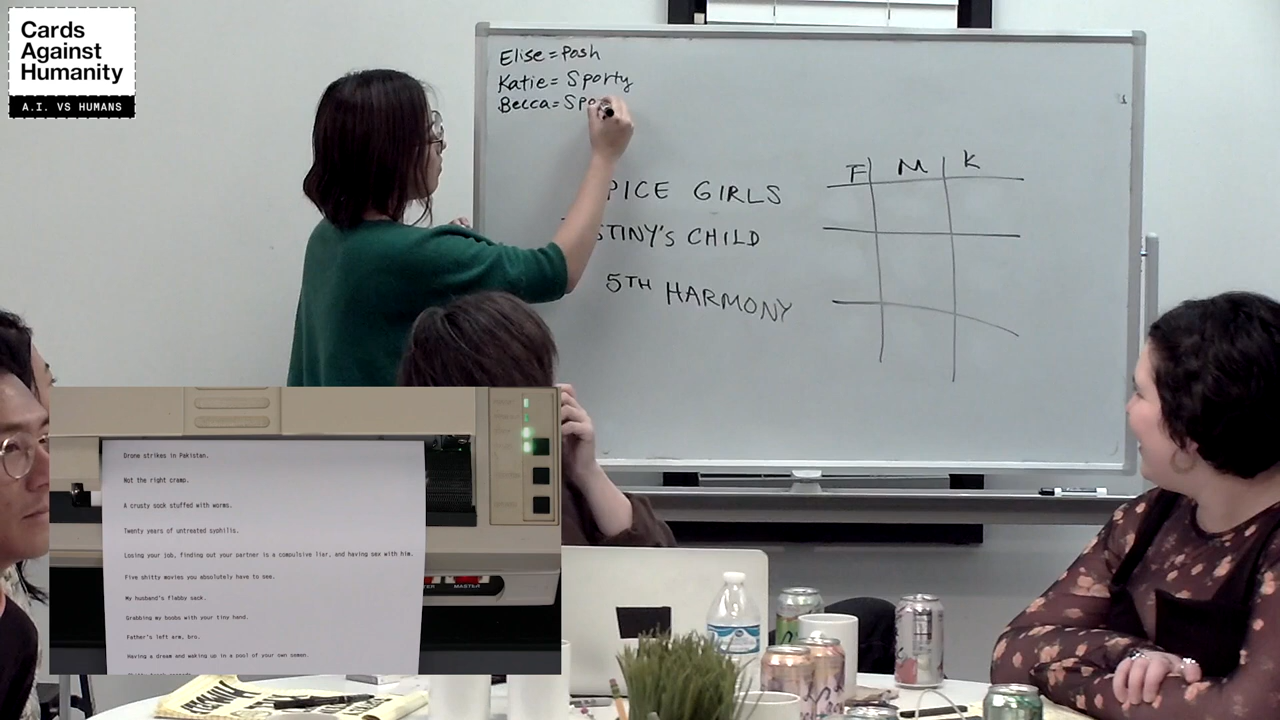 Cards
Against
Humanity
A.I. VS HUMANS
Elise = Posh
Katie = Sporty
Becca = Spo
PICE GIRLS
STINY'S CHILD
5TH HARMONY
F M K
Drone strikes in Pakistan.
Not the right cramp.
A crusty sock stuffed with worms.
Twenty years of untreated syphilis.
Losing your job, finding out your partner is a compulsive liar, and having sex with him.
Five shitty movies you absolutely have to see.
My husband's flabby sack.
Grabbing my boobs with your tiny hand.
Father's left arm, bro.
Having a dream and waking up in a pool of your own semen.
MASTER